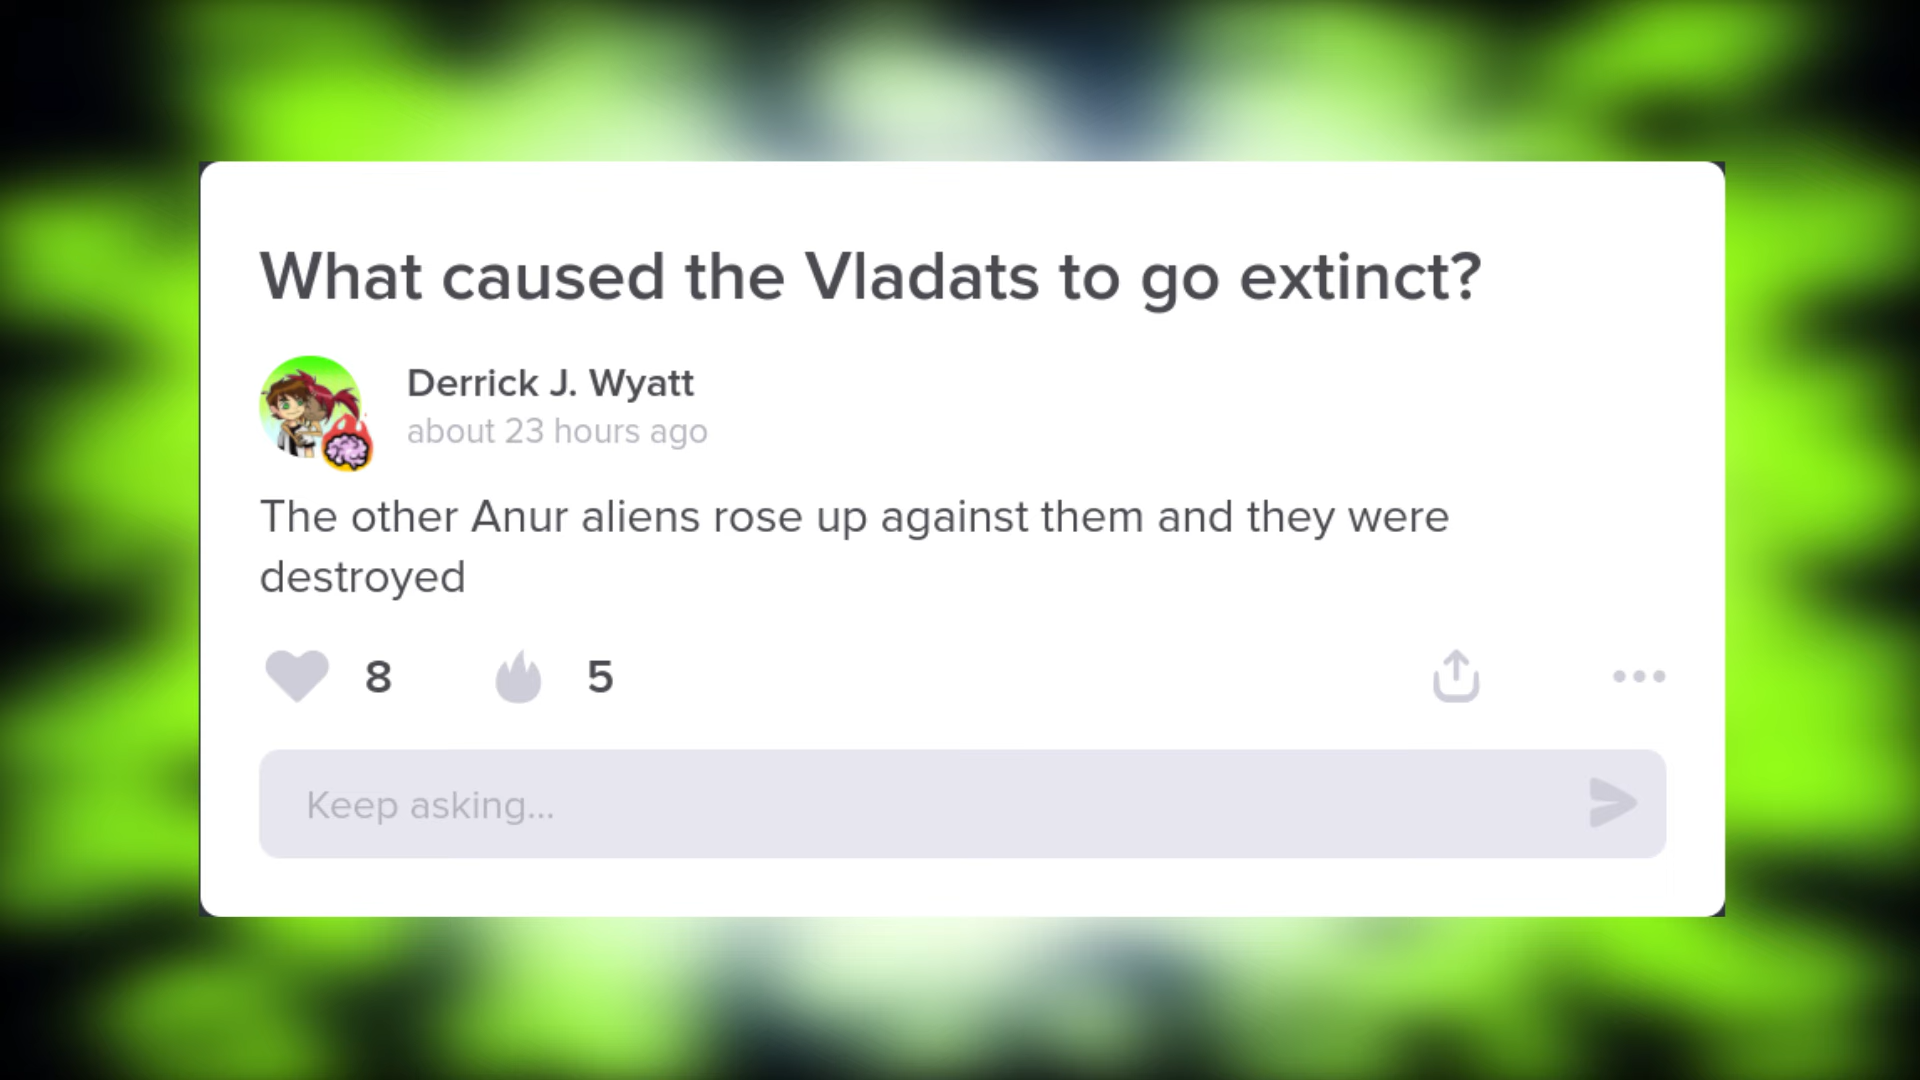 What caused the Vladats to go extinct?
Derrick J. Wyatt
about 23 hours ago
The other Anur aliens rose up against them and they were
destroyed
8 5
Keep asking...